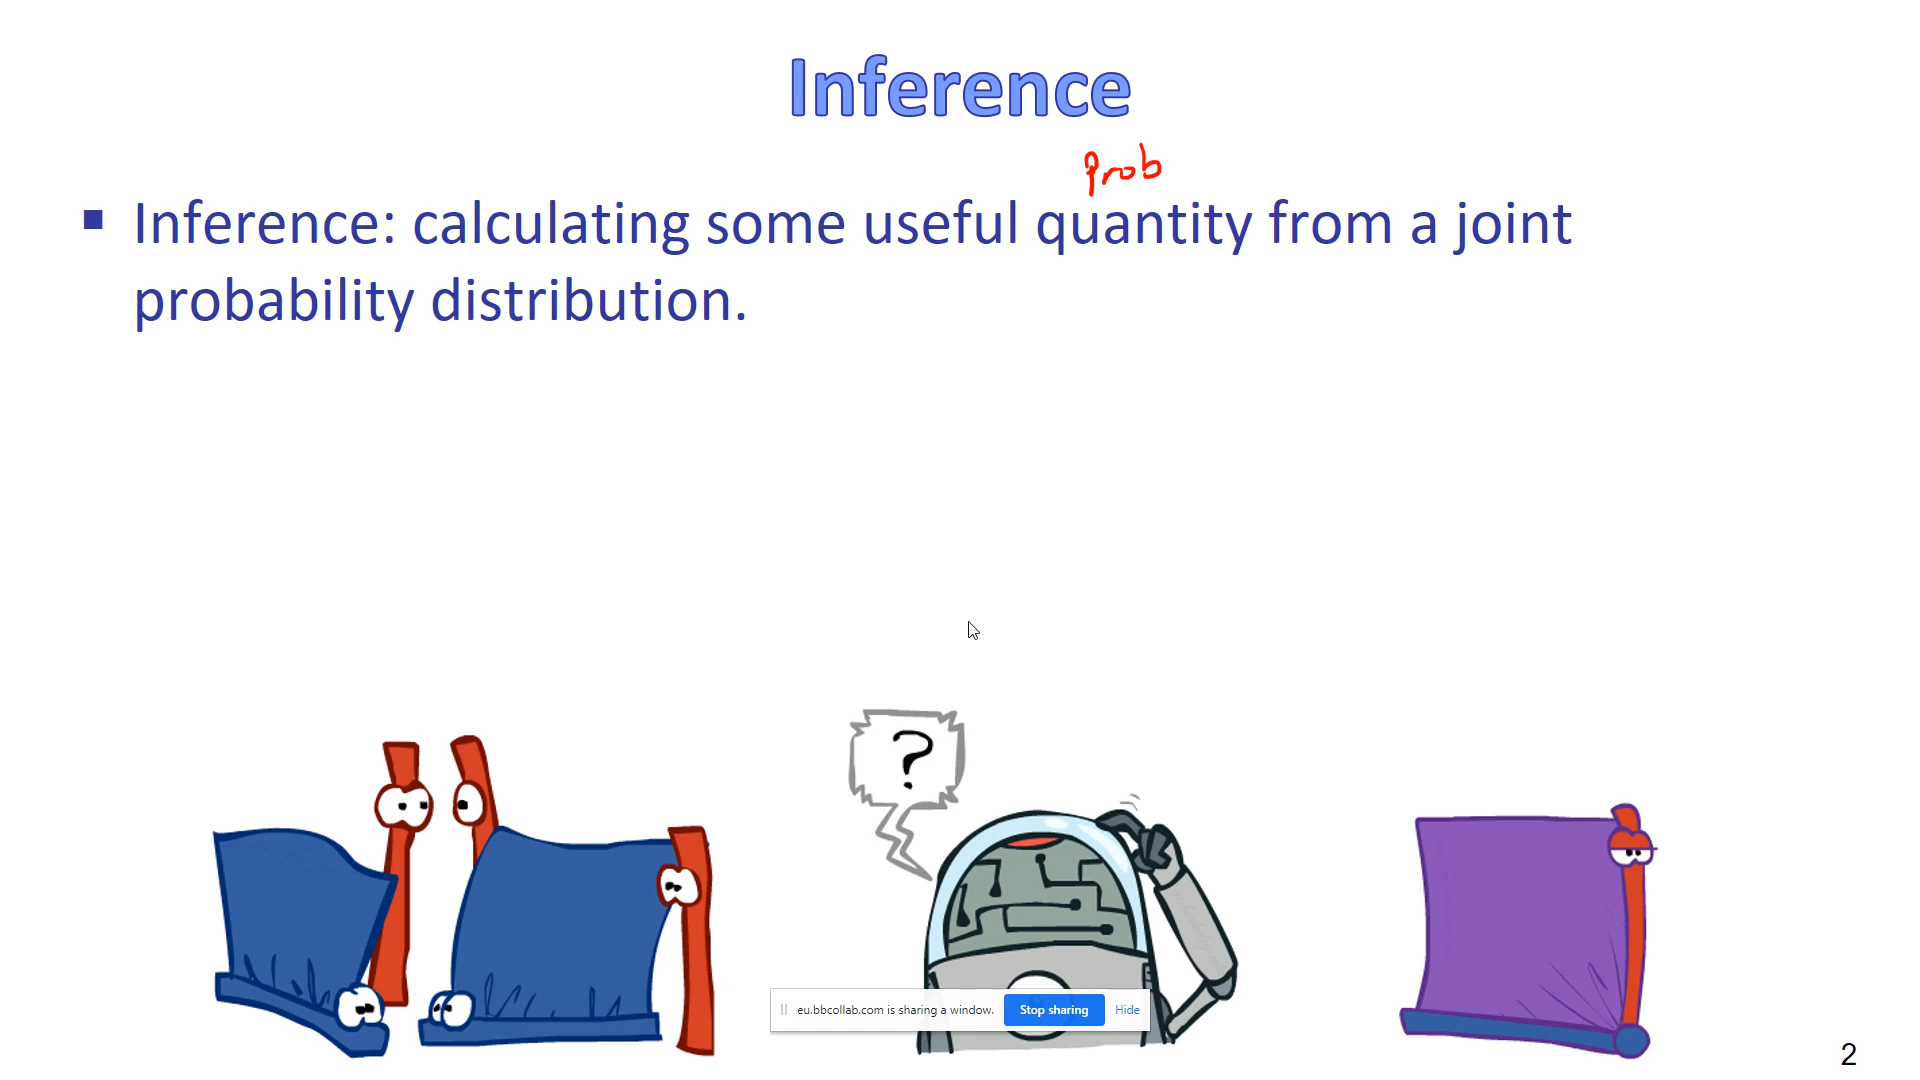 Inference
Prob
▪ Inference: calculating some useful quantity from a joint
probability distribution.
?
eu.bbcollab.com is sharing a window. Stop sharing Hide
2